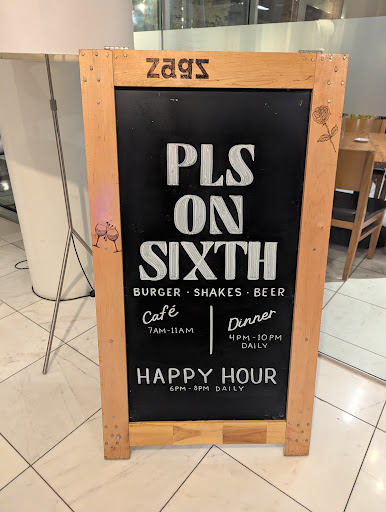 zags
PLS
ON
SIXTH
BURGER · SHAKES · BEER
Café
7AM-11AM
Dinner
4PM-10PM
DAILY
HAPPY HOUR
6PM-8PM DAILY